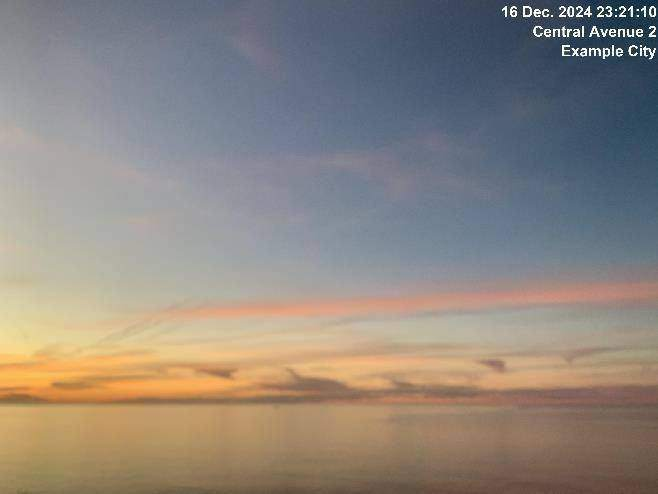 16 Dec. 2024 23:21:10
Central Avenue 2
Example City